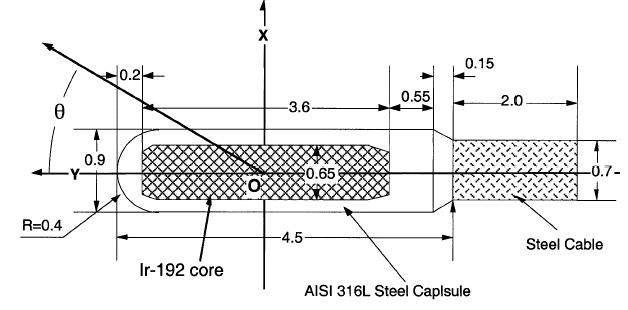 X
0.2
0.15
θ
3.6
0.55
2.0
0.9
Y
O
0.65
0.7
R=0.4
4.5
Steel Cable
Ir-192 core
AISI 316L Steel Caplsule